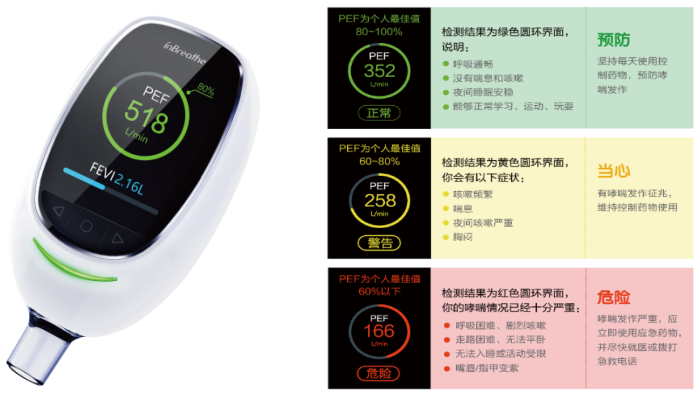 inBreathe
80%
PEF
518
L/min
FEVI 2.16L
PEF为个人最佳值
80~100%
PEF
352
L/min
正常
检测结果为绿色圆环界面，
说明：
呼吸通畅
没有喘息和咳嗽
夜间睡眠安稳
能够正常学习、运动、玩耍
预防
坚持每天使用控
制药物，预防哮
喘发作
PEF为个人最佳值
60~80%
PEF
258
L/min
警告
检测结果为黄色圆环界面，
你会有以下症状：
咳嗽频繁
喘息
夜间咳嗽严重
胸闷
当心
有哮喘发作征兆，
维持控制药物使用
PEF为个人最佳值
60%以下
PEF
166
L/min
危险
检测结果为红色圆环界面，
你的哮喘情况已经十分严重：
呼吸困难、剧烈咳嗽
走路困难、无法平卧
无法入睡或活动受限
嘴唇/指甲变紫
危险
哮喘发作严重，应
立即使用应急药物，
并尽快就医或拨打
急救电话